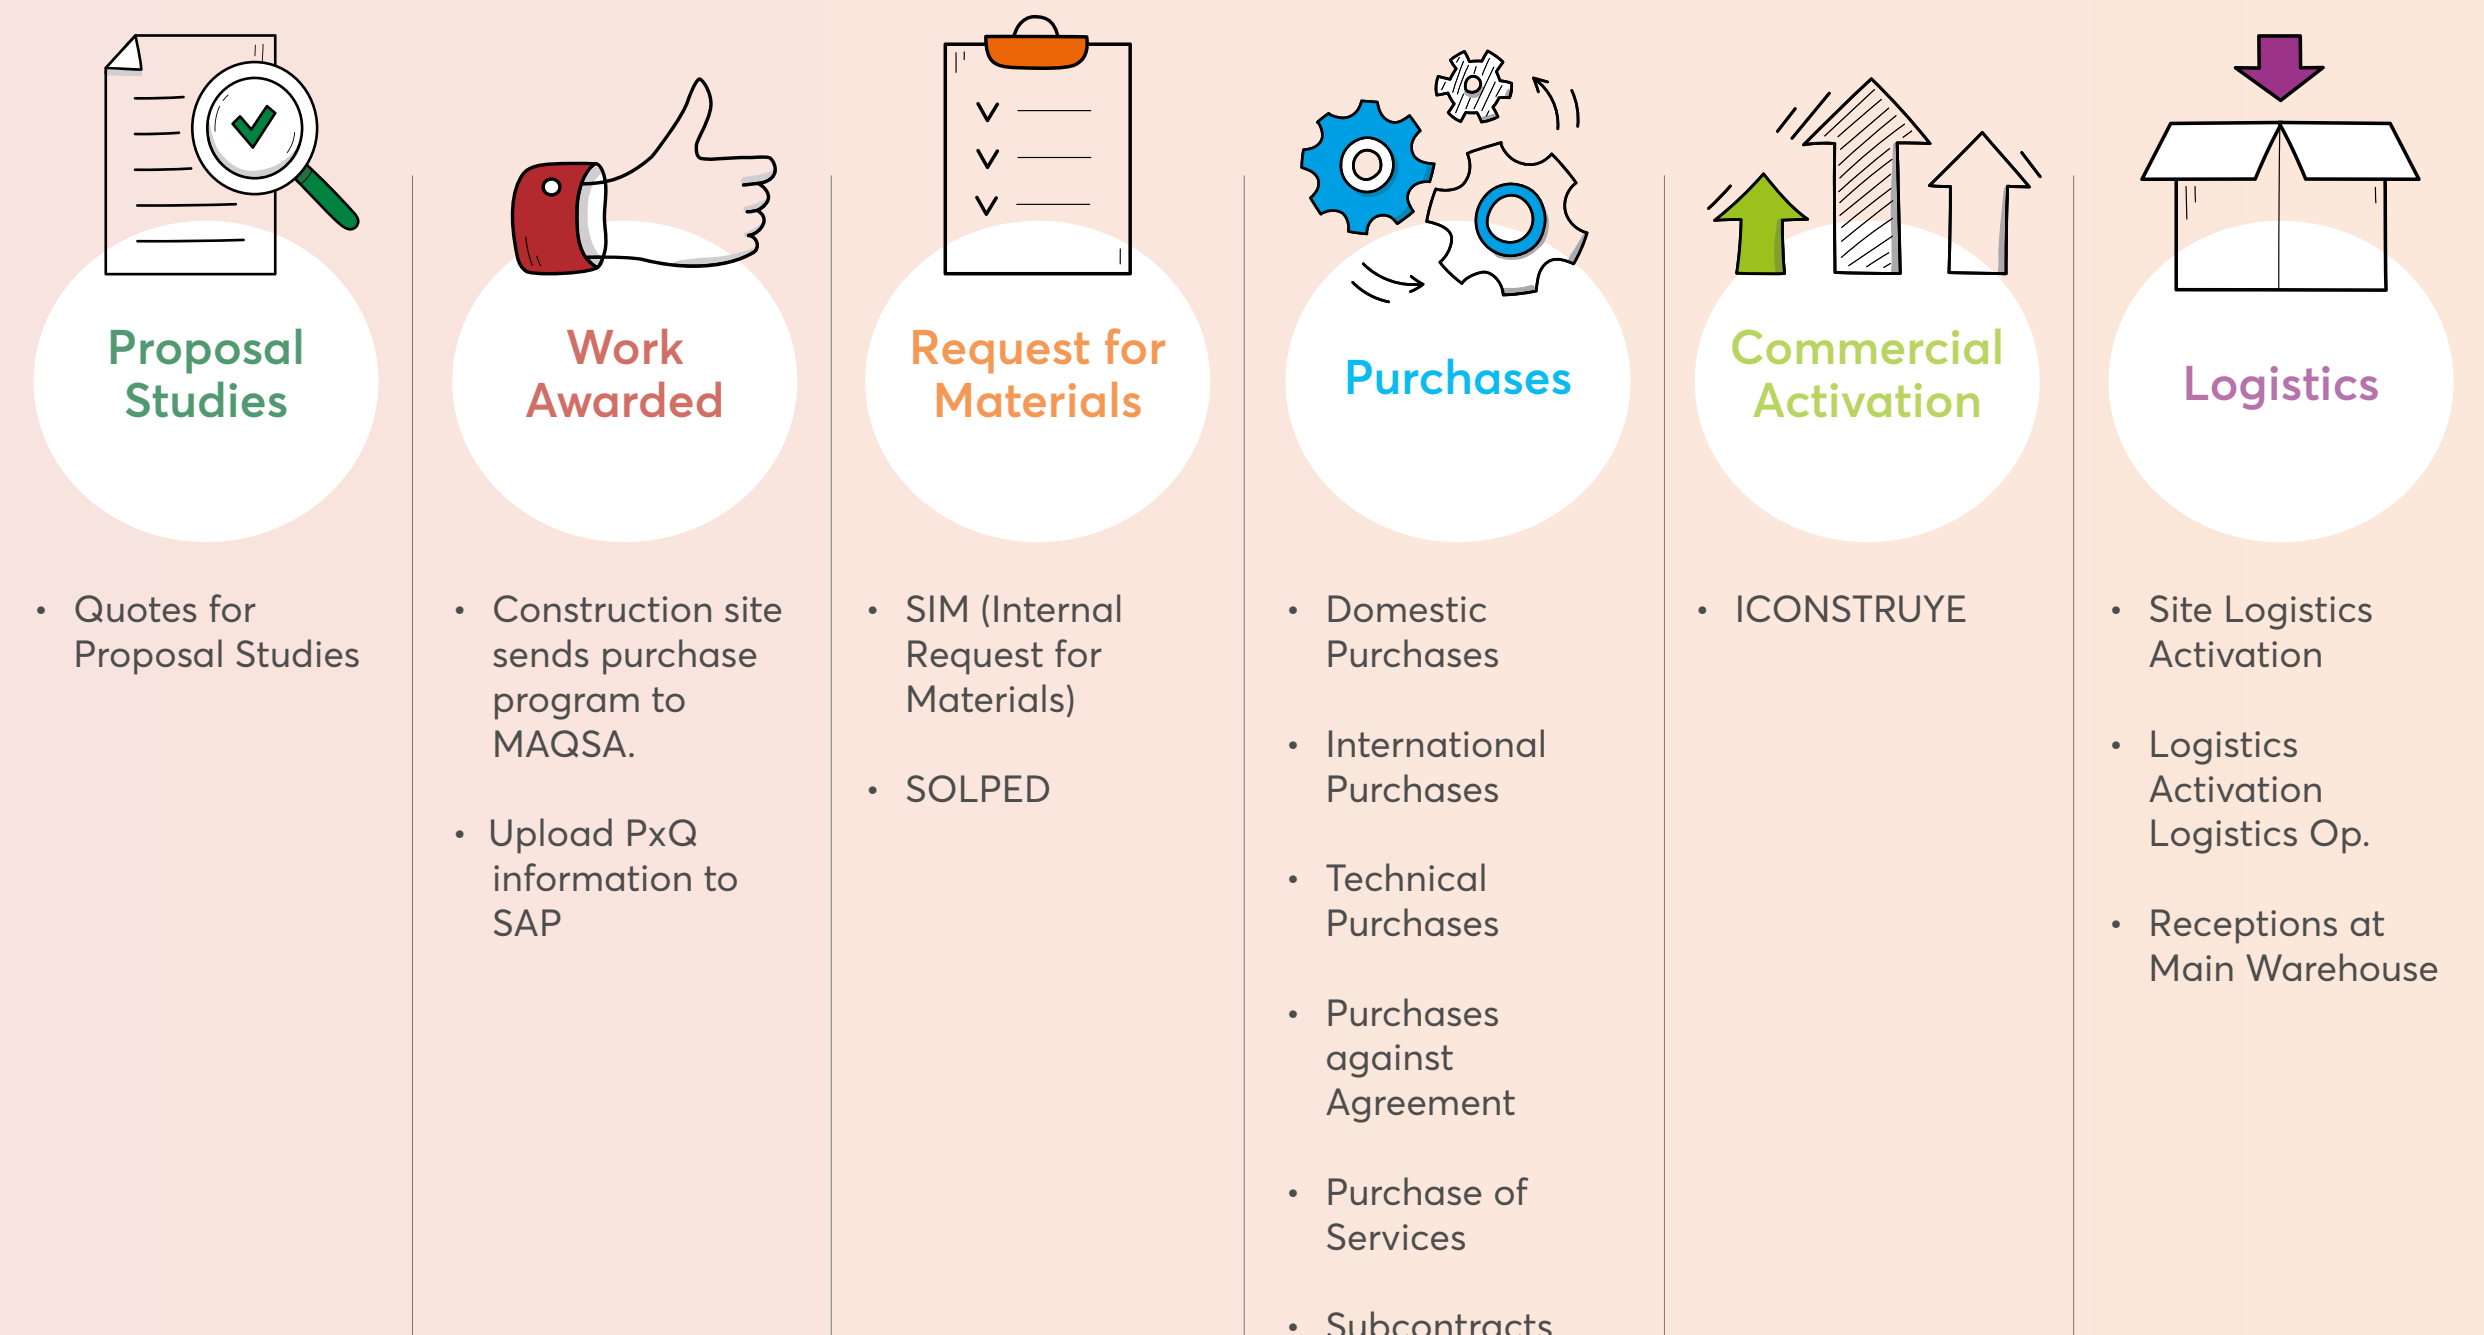 Proposal
Studies
• Quotes for
Proposal Studies
Work
Awarded
• Construction site
sends purchase
program to
MAQSA.
• Upload PxQ
information to
SAP
Request for
Materials
• SIM (Internal
Request for
Materials)
• SOLPED
Purchases
• Domestic
Purchases
• International
Purchases
• Technical
Purchases
• Purchases
against
Agreement
• Purchase of
Services
• Subcontracts
Commercial
Activation
• ICONSTRUYE
Logistics
• Site Logistics
Activation
• Logistics
Activation
Logistics Op.
• Receptions at
Main Warehouse